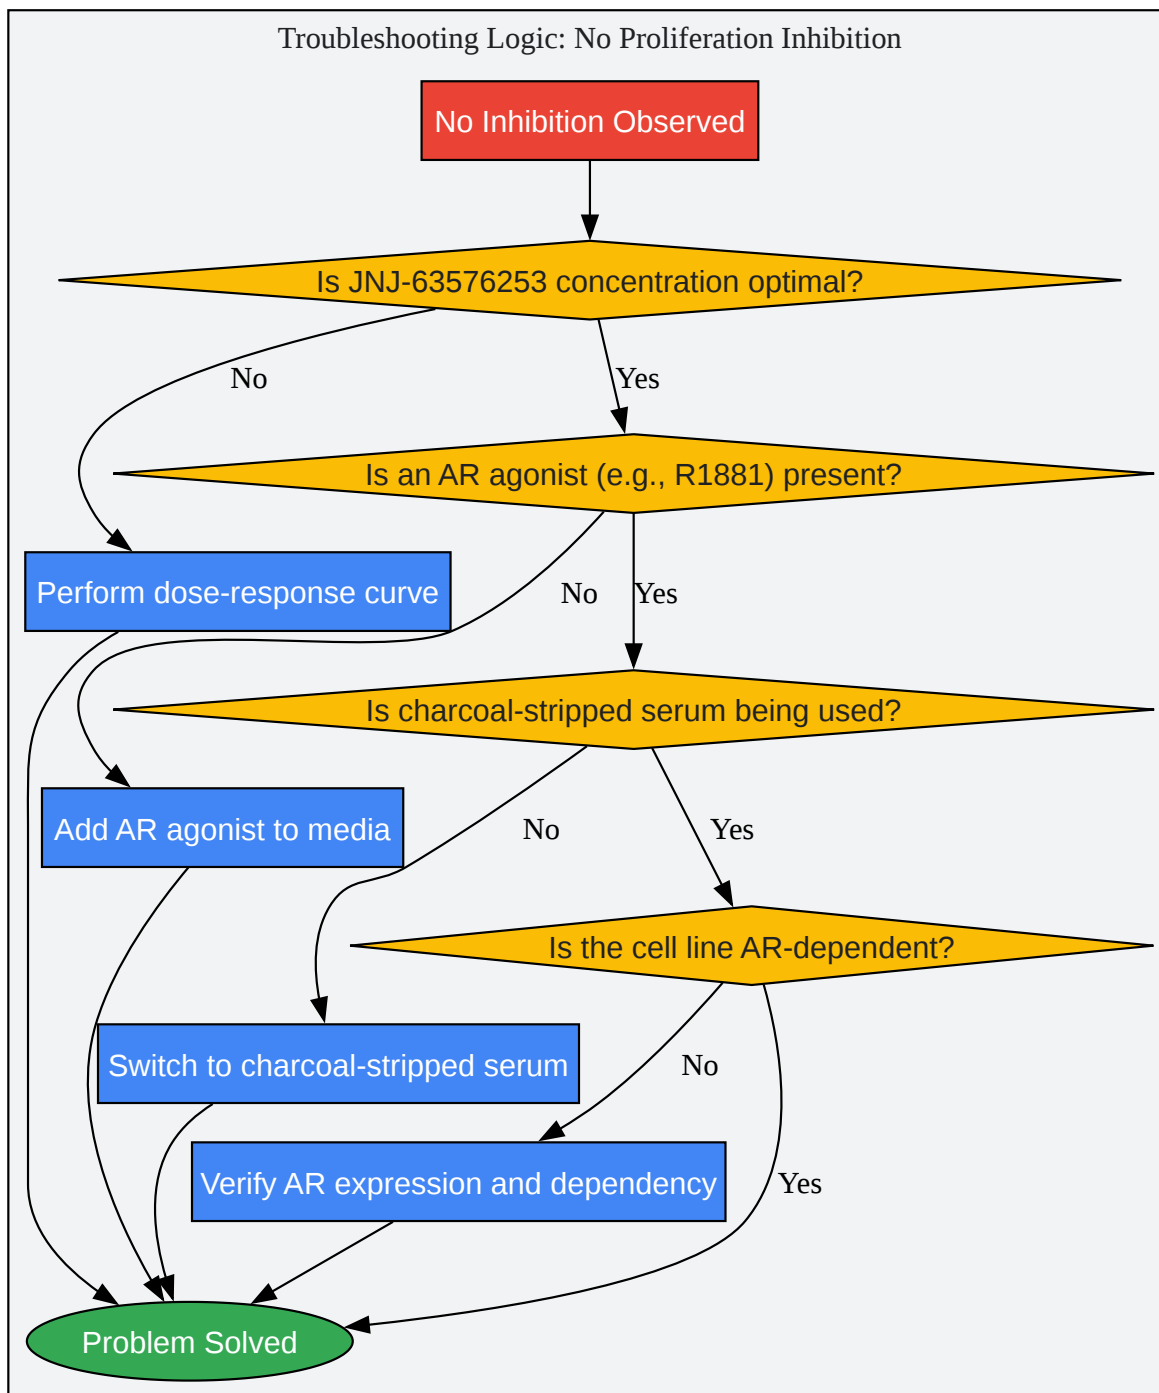 Troubleshooting Logic: No Proliferation Inhibition
No Inhibition Observed
Is JNJ-63576253 concentration optimal?
No
Yes
Is an AR agonist (e.g., R1881) present?
Perform dose-response curve
No
Yes
Is charcoal-stripped serum being used?
Add AR agonist to media
No
Yes
Is the cell line AR-dependent?
Switch to charcoal-stripped serum
No
Verify AR expression and dependency
Yes
Problem Solved